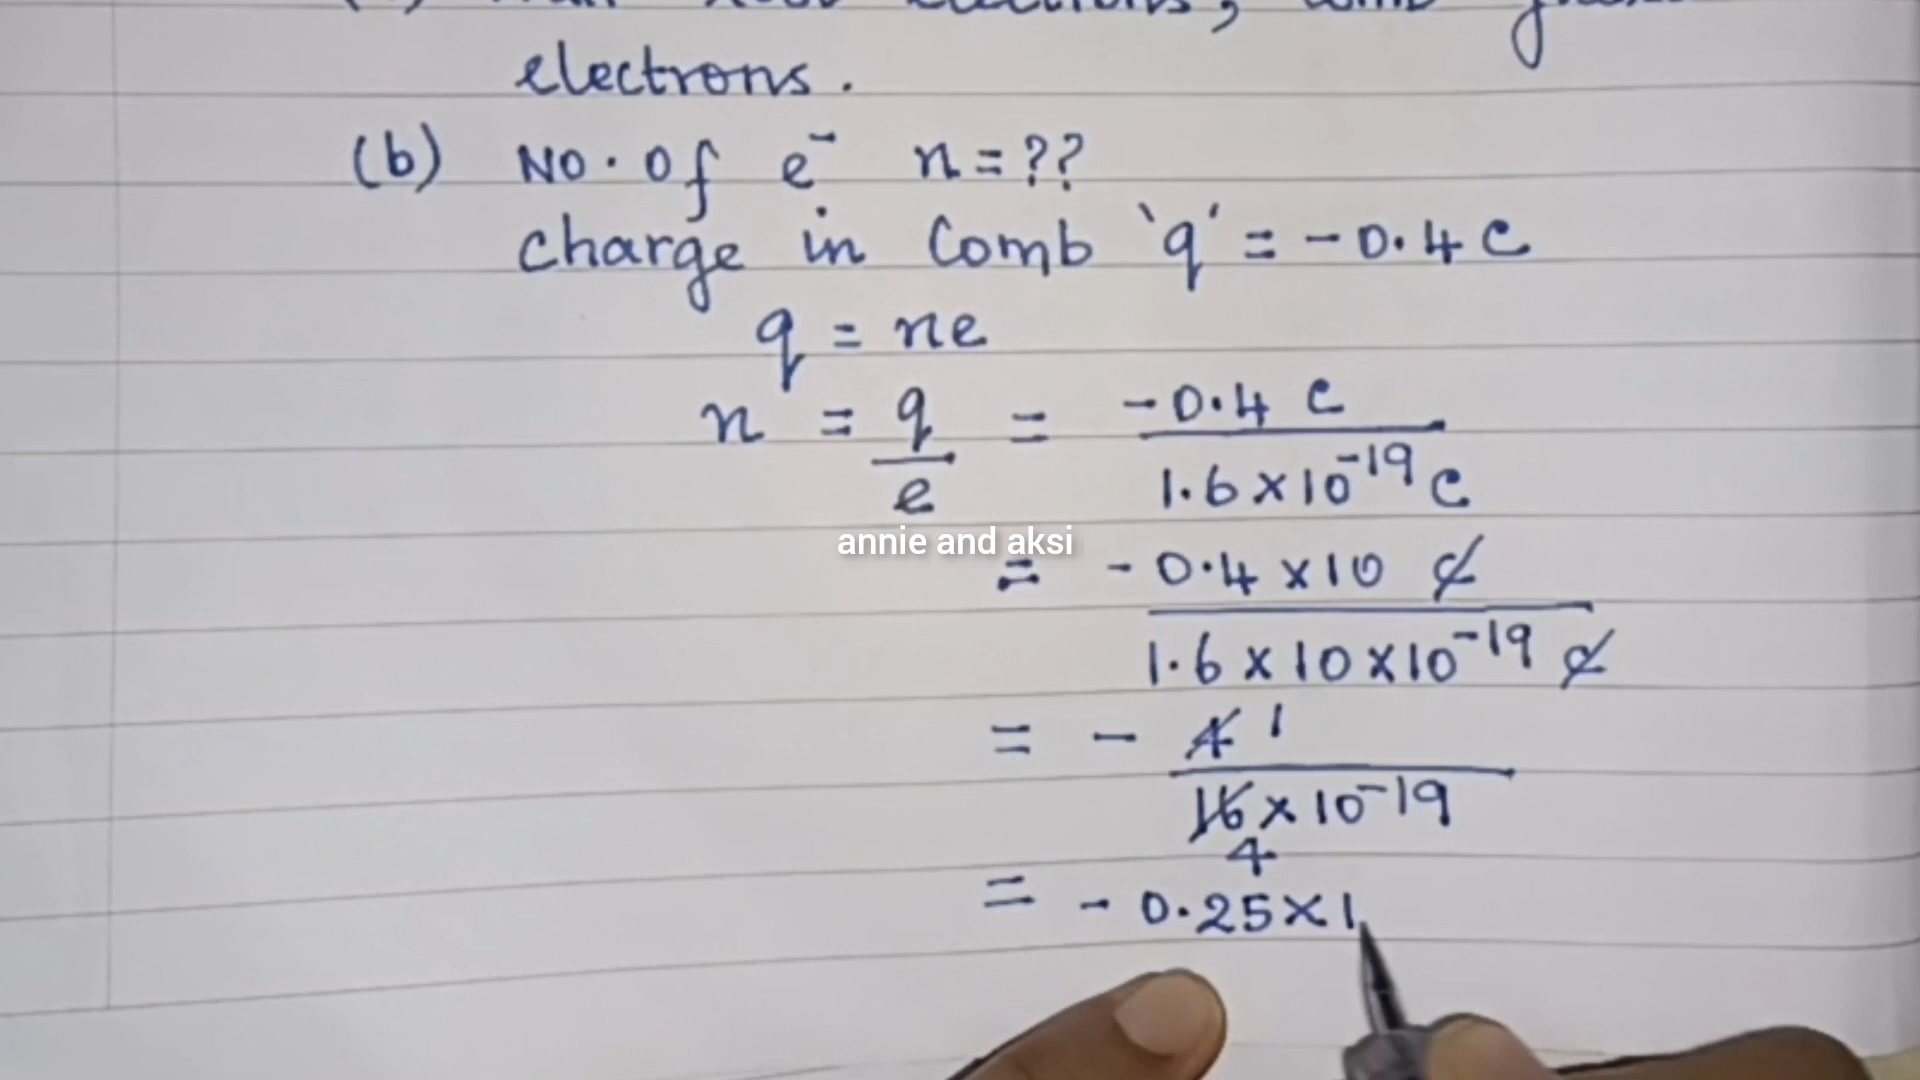 electrons,
electrons.
(b) No. of e⁻ n = ??
charge in Comb 'q' = - 0.4 C
q = ne
n = q/e = - 0.4 C / 1.6 × 10⁻¹⁹ C
annie and aksi
= - 0.4 × 10 C / 1.6 × 10 × 10⁻¹⁹ C
= - 4 1 / 16 × 10⁻¹⁹
4
= - 0.25 × 1